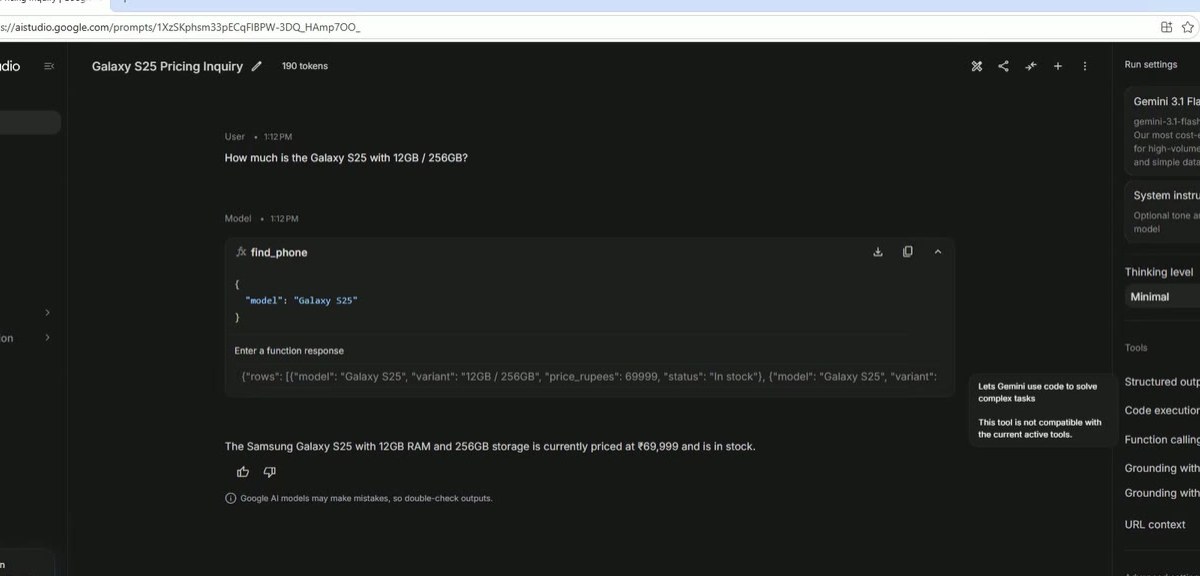 s://aistudio.google.com/prompts/1XzSKphsm33pECqFlBPW-3DQ_HAmp7OO_
dio
Galaxy S25 Pricing Inquiry
190 tokens
Run settings
User • 1:12 PM
How much is the Galaxy S25 with 12GB / 256GB?
Model • 1:12 PM
find_phone
{
"model": "Galaxy S25"
}
Enter a function response
{"rows": [{"model": "Galaxy S25", "variant": "12GB / 256GB", "price_rupees": 69999, "status": "In stock"}, {"model": "Galaxy S25", "variant":
The Samsung Galaxy S25 with 12GB RAM and 256GB storage is currently priced at ₹69,999 and is in stock.
Google AI models may make mistakes, so double-check outputs.
on
n
Gemini 3.1 Fla
gemini-3.1-flash
Our most cost-e
for high-volume
and simple data
System instru
Optional tone a
model
Thinking level
Minimal
Tools
Lets Gemini use code to solve
complex tasks
This tool is not compatible with
the current active tools.
Structured outp
Code execution
Function calling
Grounding with
Grounding with
URL context